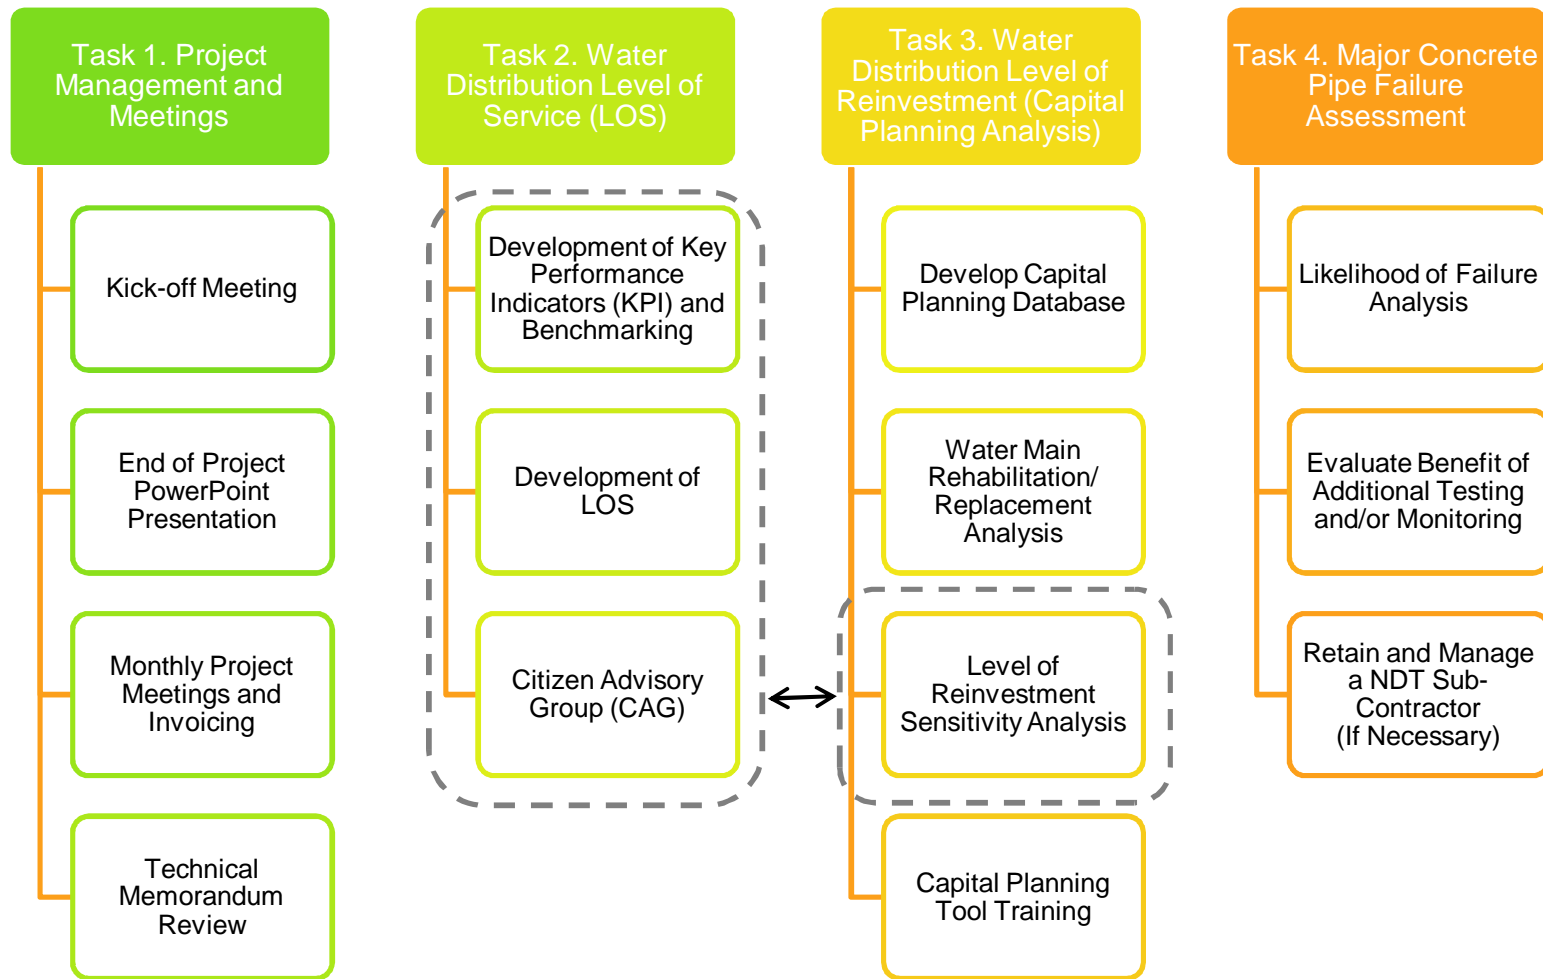 Task 1. Project
Management and
Meetings
Kick-off Meeting
End of Project
PowerPoint
Presentation
Monthly Project
Meetings and
Invoicing
Technical
Memorandum
Review
Task 2. Water
Distribution Level of
Service (LOS)
Development of Key
Performance
Indicators (KPI) and
Benchmarking
Development of
LOS
Citizen Advisory
Group (CAG)
Task 3. Water
Distribution Level of
Reinvestment (Capital
Planning Analysis)
Develop Capital
Planning Database
Water Main
Rehabilitation/
Replacement
Analysis
Level of
Reinvestment
Sensitivity Analysis
Capital Planning
Tool Training
Task 4. Major Concrete
Pipe Failure
Assessment
Likelihood of Failure
Analysis
Evaluate Benefit of
Additional Testing
and/or Monitoring
Retain and Manage
a NDT Sub-
Contractor
(If Necessary)